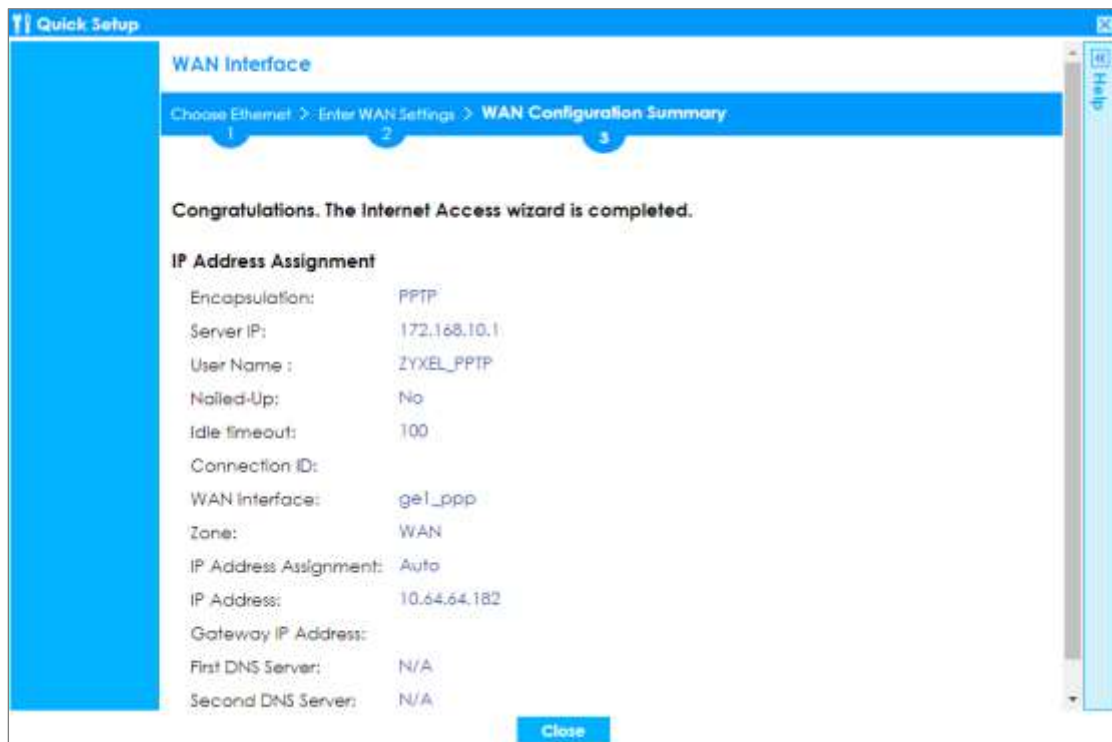 Quick Setup
Help
WAN Interface
Choose Ethernet > Enter WAN Settings > WAN Configuration Summary
1 2 3
Congratulations. The Internet Access wizard is completed.
IP Address Assignment
Encapsulation: PPTP
Server IP: 172.168.10.1
User Name : ZYXEL_PPTP
Nailed-Up: No
Idle timeout: 100
Connection ID:
WAN Interface: ge1_ppp
Zone: WAN
IP Address Assignment: Auto
IP Address: 10.64.64.182
Gateway IP Address:
First DNS Server: N/A
Second DNS Server: N/A
Close